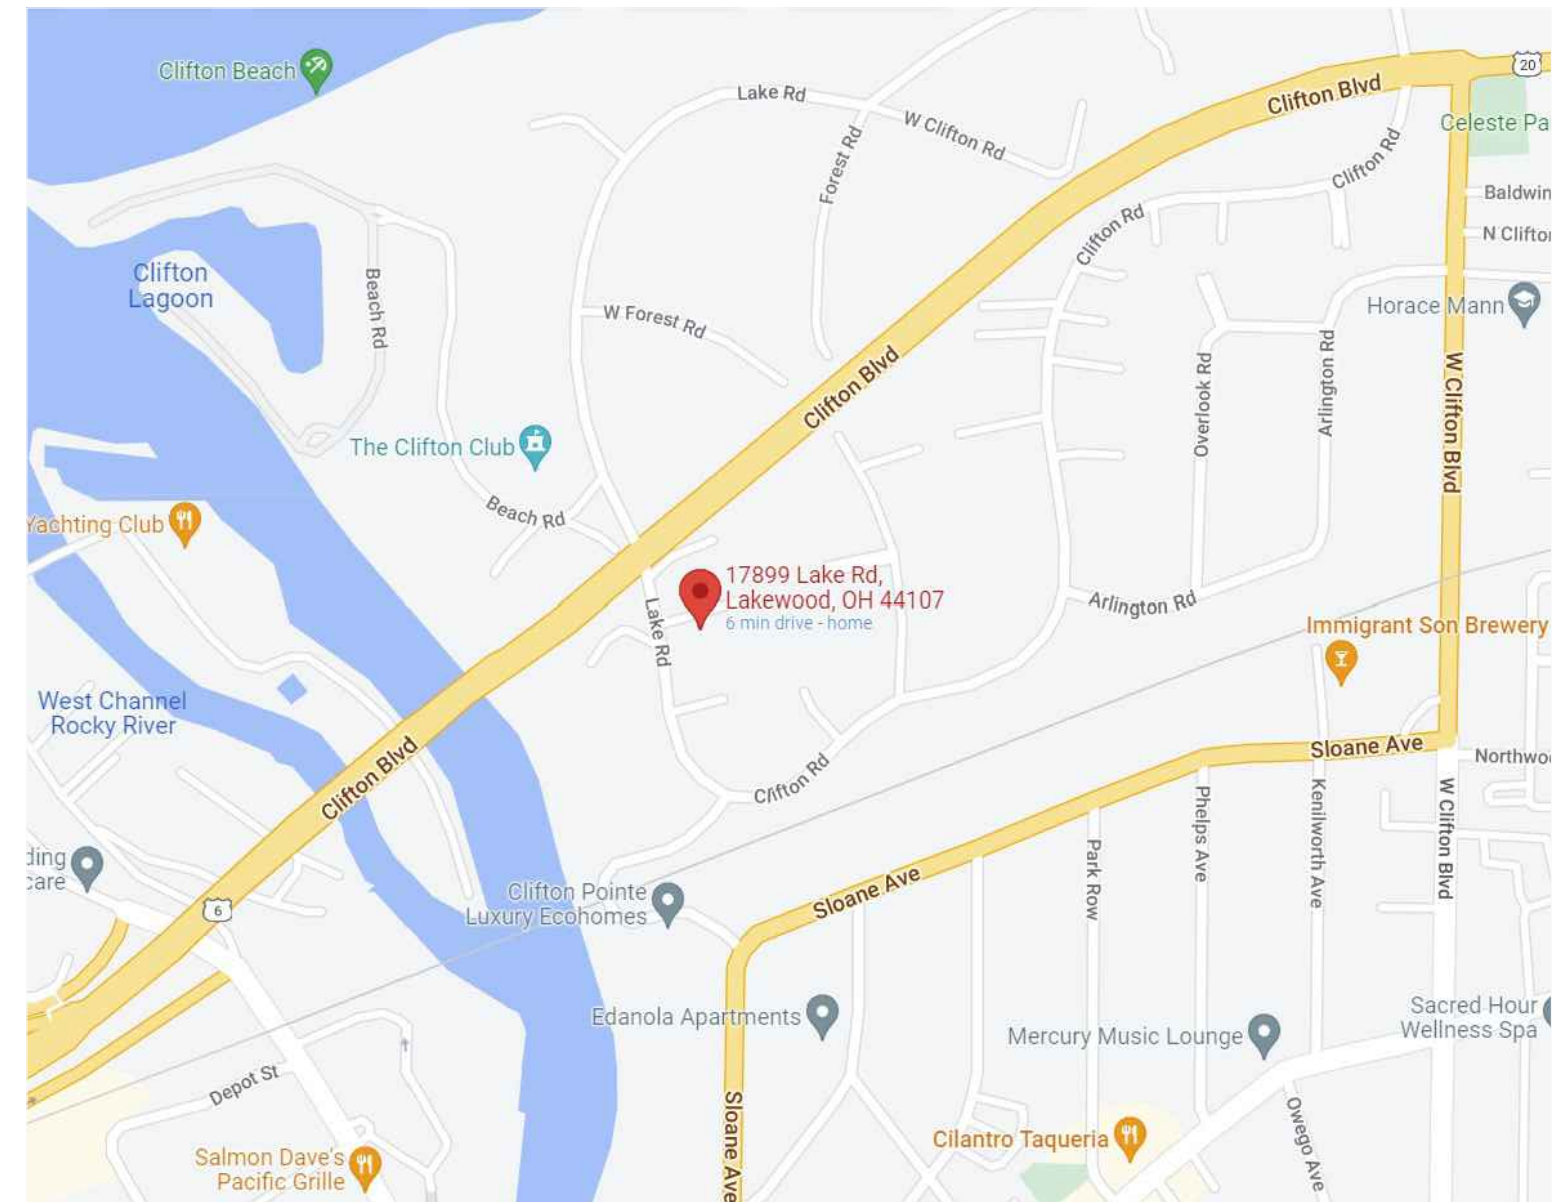 Clifton Beach
Lake Rd
Clifton Blvd
20
W Clifton Rd
Forest Rd
Celeste Pa
Clifton Rd
Baldwin
N Clifto
Clifton Rd
Clifton
Lagoon
Beach Rd
Horace Mann
W Forest Rd
Clifton Blvd
Overlook Rd
Arlington Rd
W Clifton Blvd
The Clifton Club
Beach Rd
Yachting Club
17899 Lake Rd,
Lakewood, OH 44107
6 min drive - home
Lake Rd
Arlington Rd
Immigrant Son Brewery
West Channel
Rocky River
Clifton Blvd
Sloane Ave
Northwo
Clifton Rd
Phelps Ave
Kenilworth Ave
W Clifton Blvd
Park Row
ding
care
6
Clifton Pointe
Luxury Ecohomes
Sloane Ave
Edanola Apartments
Mercury Music Lounge
Sacred Hour
Wellness Spa
Depot St
Sloane Ave
Owego Ave
Cilantro Taqueria
Salmon Dave's
Pacific Grille